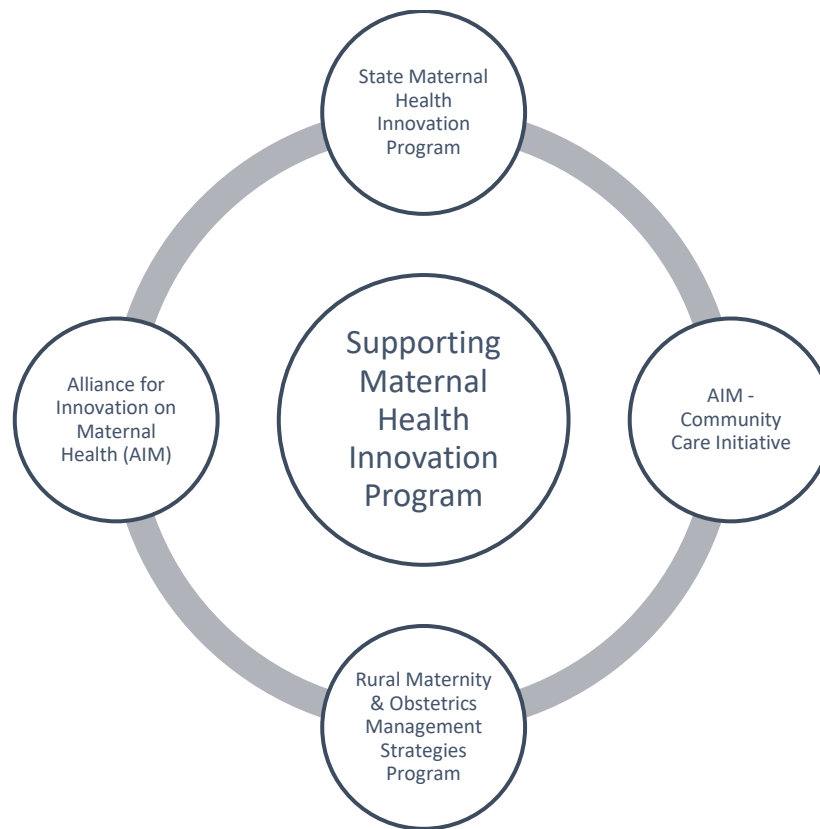 State Maternal
Health
Innovation
Program
Alliance for
Innovation on
Maternal
Health (AIM)
Supporting
Maternal
Health
Innovation
Program
AIM -
Community
Care Initiative
Rural Maternity
& Obstetrics
Management
Strategies
Program